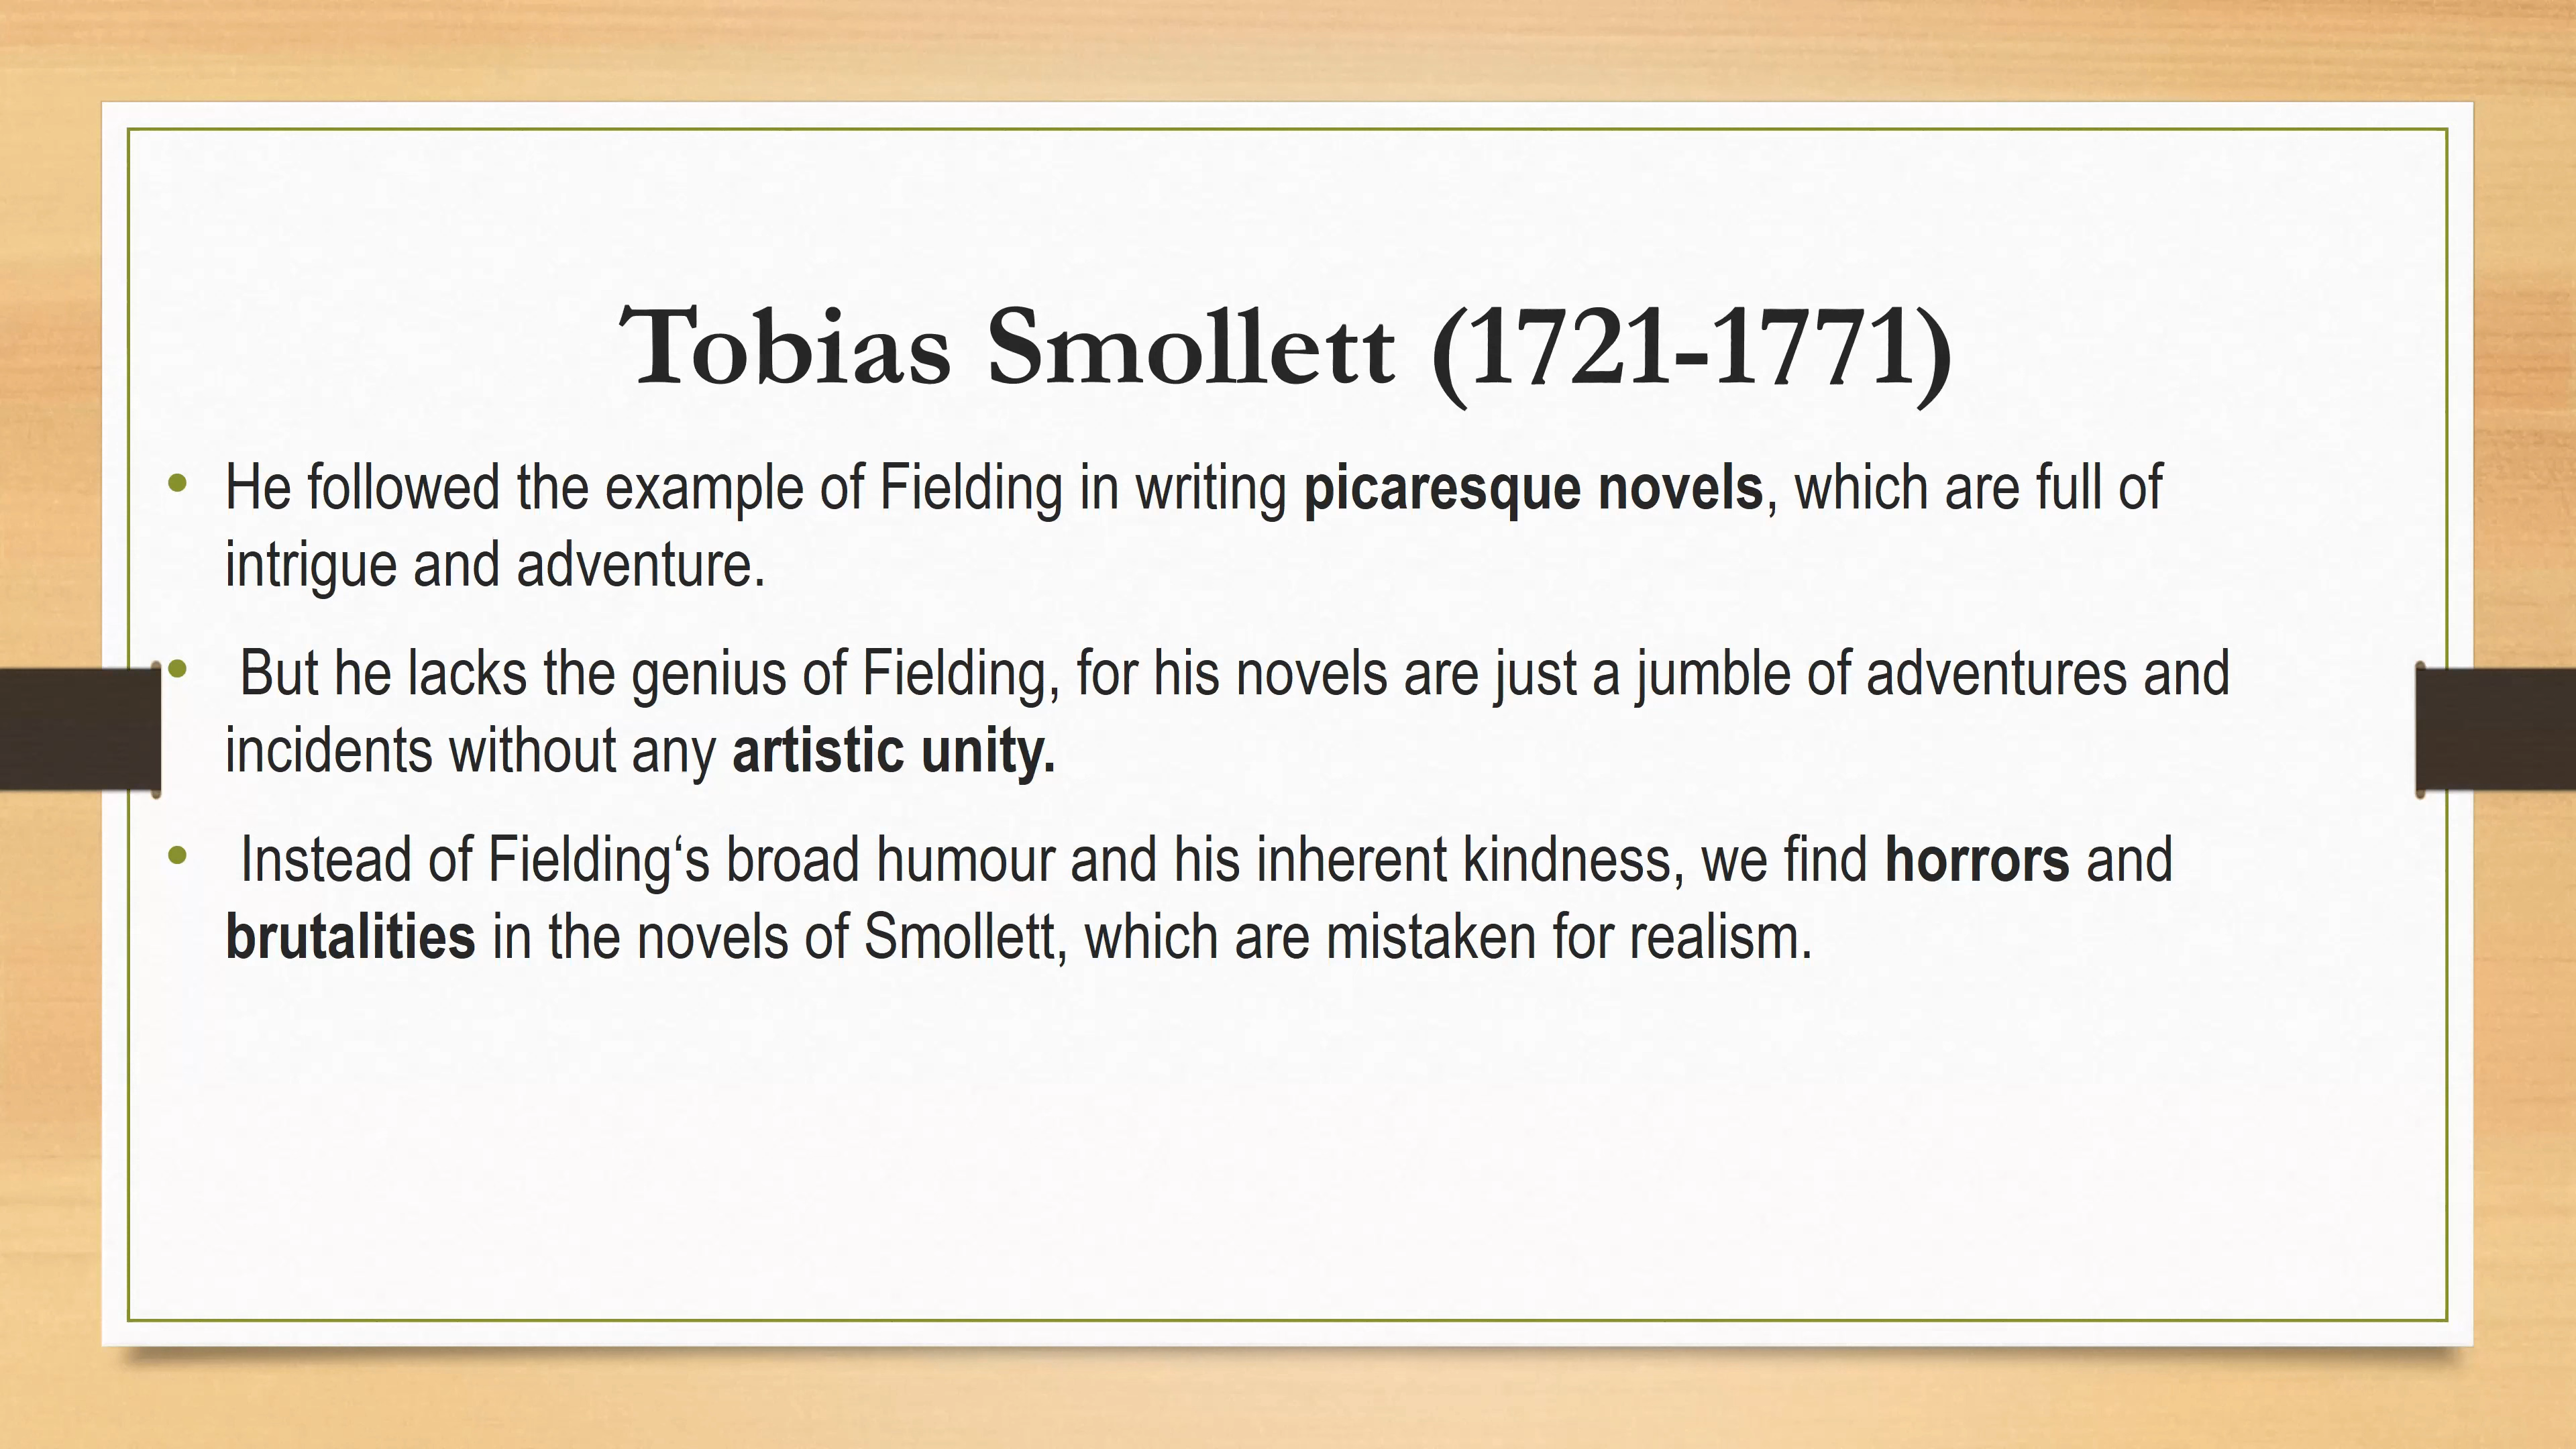 Tobias Smollett (1721-1771)
• He followed the example of Fielding in writing picaresque novels, which are full of
intrigue and adventure.
• But he lacks the genius of Fielding, for his novels are just a jumble of adventures and
incidents without any artistic unity.
• Instead of Fielding‘s broad humour and his inherent kindness, we find horrors and
brutalities in the novels of Smollett, which are mistaken for realism.